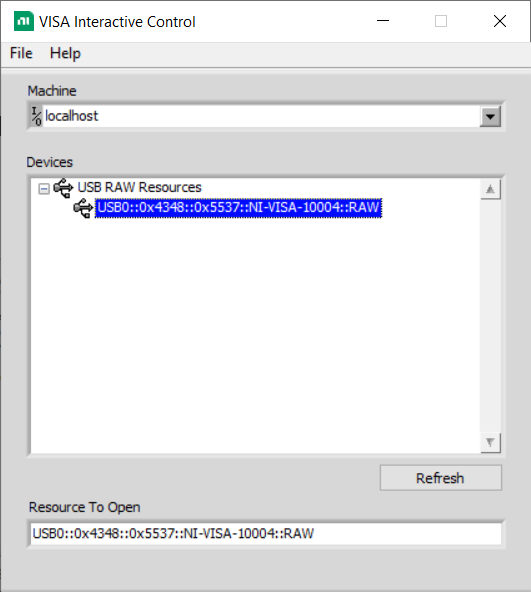 NI VISA Interactive Control
File Help
Machine
I/O localhost
Devices
USB RAW Resources
USB0::0x4348::0x5537::NI-VISA-10004::RAW
Refresh
Resource To Open
USB0::0x4348::0x5537::NI-VISA-10004::RAW